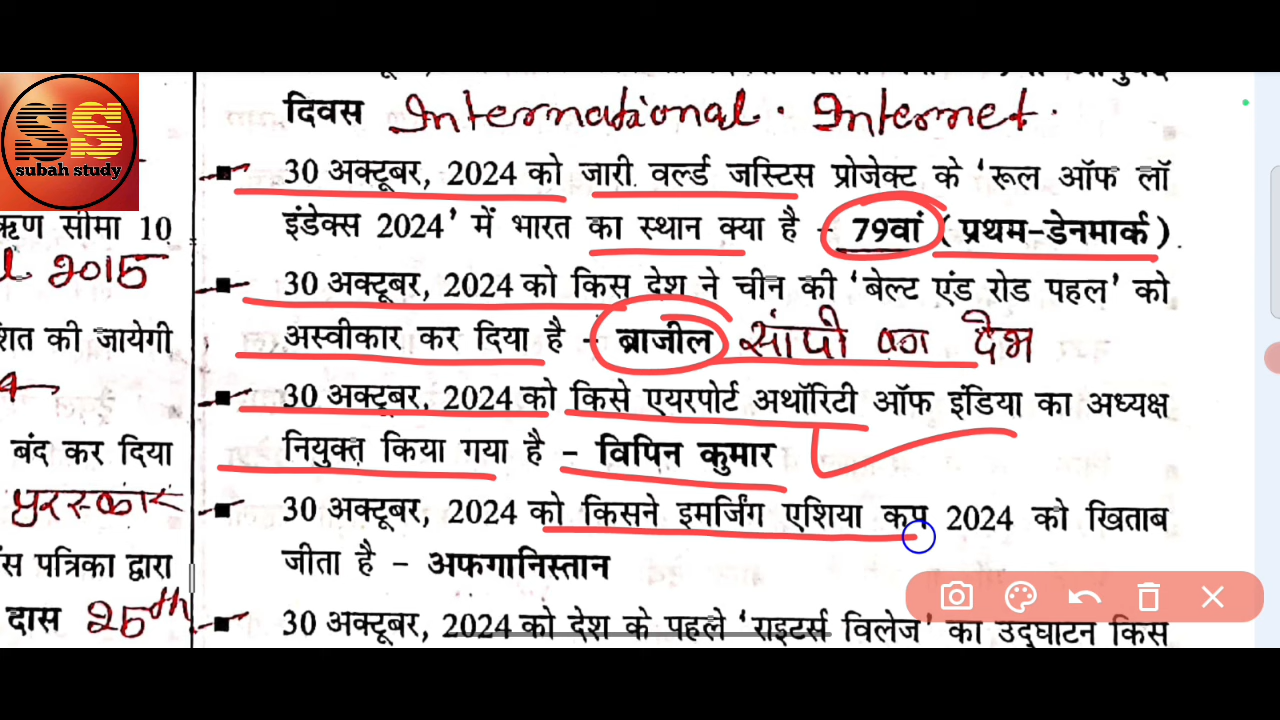 SS
subah study
दिवस International. Internet.
30 अक्टूबर, 2024 को जारी वर्ल्ड जस्टिस प्रोजेक्ट के 'रूल ऑफ लॉ
इंडेक्स 2024' में भारत का स्थान क्या है - 79वां (प्रथम-डेनमार्क)
30 अक्टूबर, 2024 को किस देश ने चीन की 'बेल्ट एंड रोड पहल' को
अस्वीकार कर दिया है - ब्राजील सांपो का देश
30 अक्टूबर, 2024 को किसे एयरपोर्ट अथॉरिटी ऑफ इंडिया का अध्यक्ष
नियुक्त किया गया है - विपिन कुमार
30 अक्टूबर, 2024 को किसने इमर्जिंग एशिया कप 2024 को खिताब
जीता है - अफगानिस्तान
30 अक्टूबर, 2024 को देश के पहले 'राइटर्स विलेज' का उद्घाटन किस
ऋण सीमा 10
2015
की जायेगी
बंद कर दिया
पुरस्कार
पत्रिका द्वारा
दास 25th